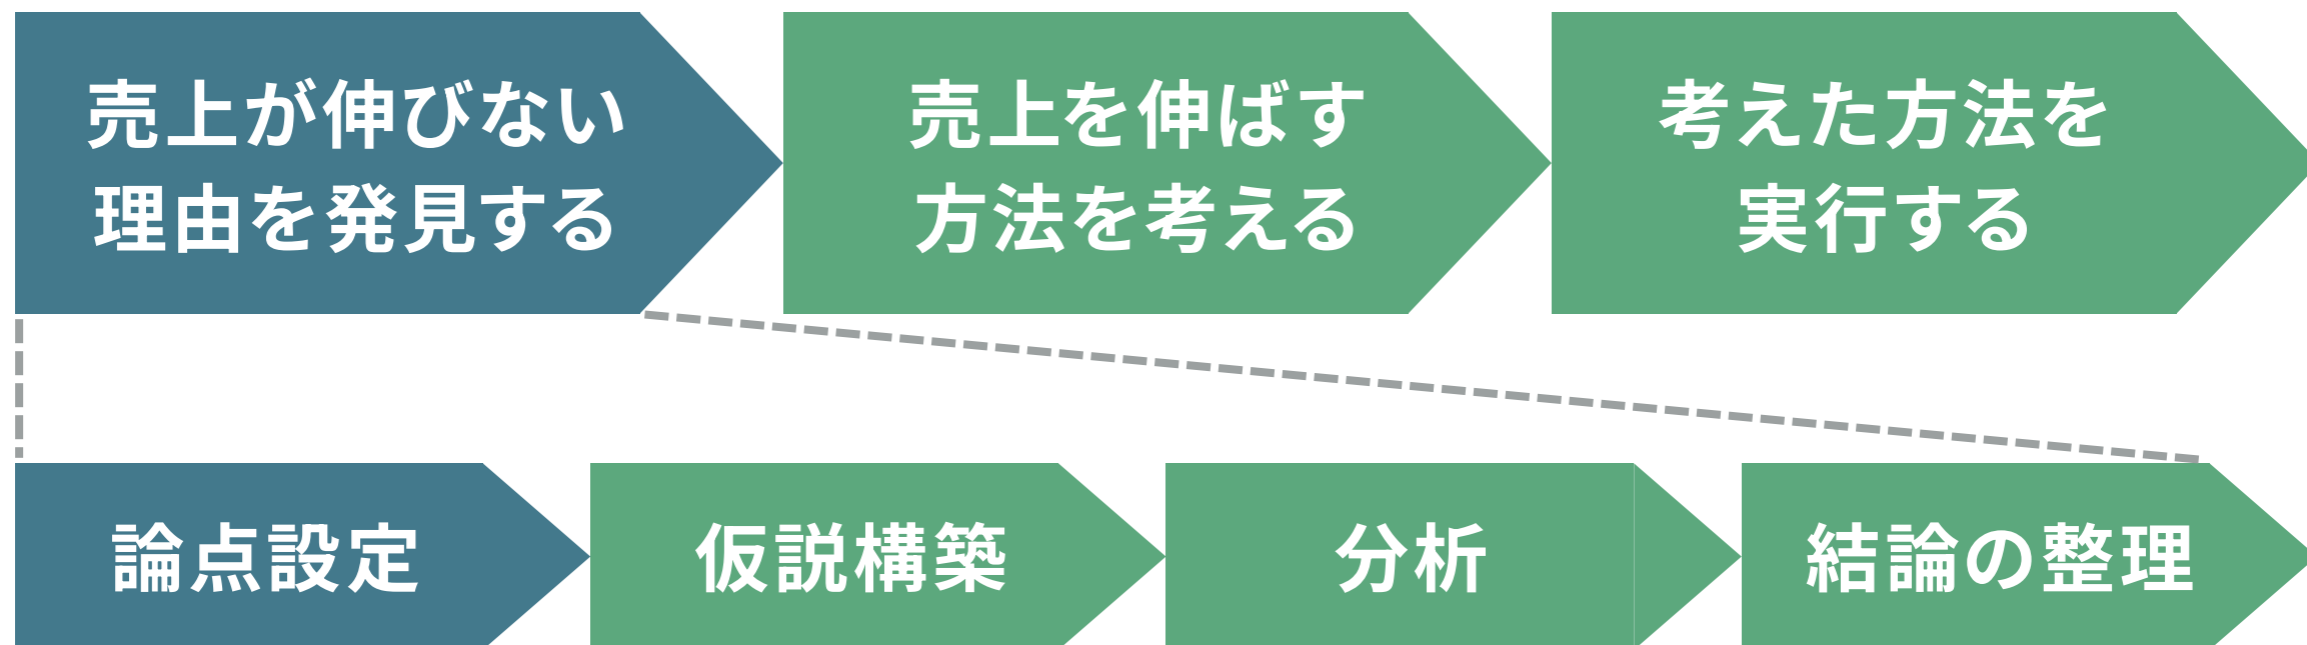 売上が伸びない
理由を発見する
売上を伸ばす
方法を考える
考えた方法を
実行する
論点設定
仮説構築
分析
結論の整理